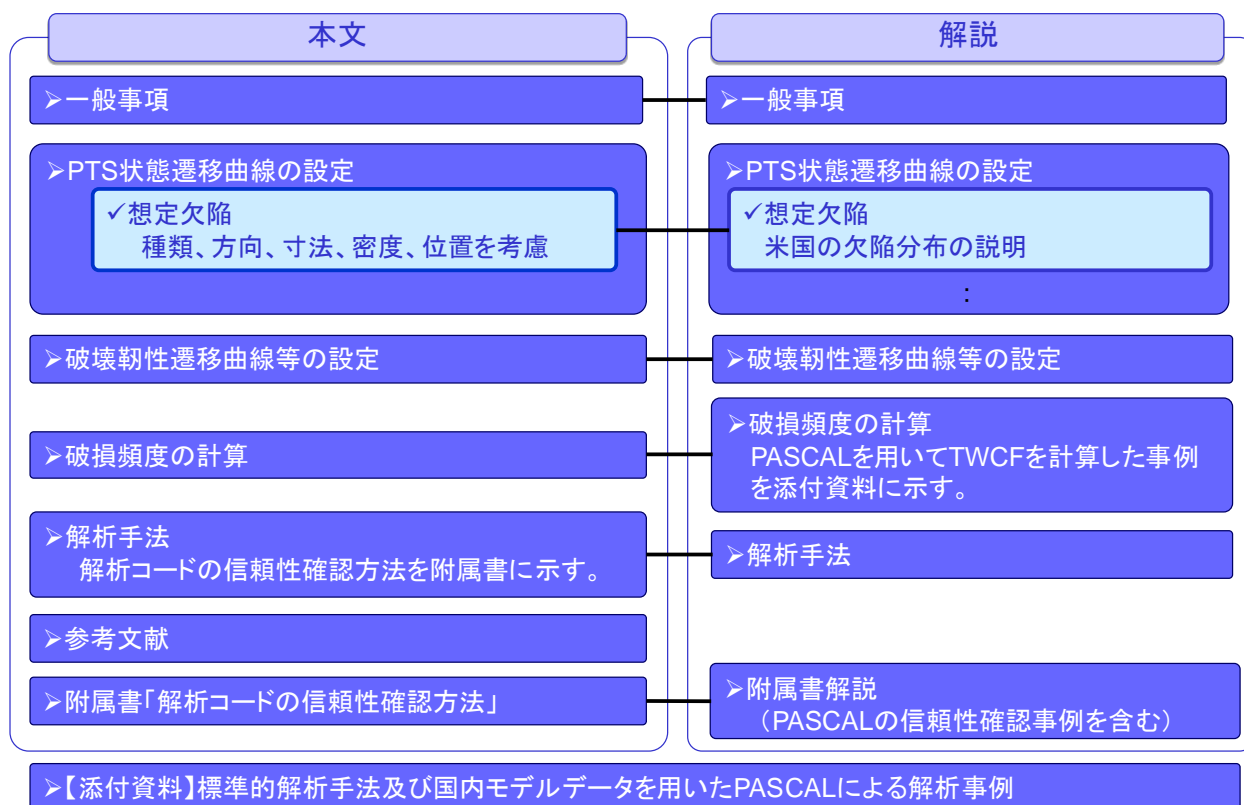 本文
➢一般事項
➢PTS状態遷移曲線の設定
✓想定欠陥
種類、方向、寸法、密度、位置を考慮
➢破壊靭性遷移曲線等の設定
➢破損頻度の計算
➢解析手法
解析コードの信頼性確認方法を附属書に示す。
➢参考文献
➢附属書「解析コードの信頼性確認方法」
解説
➢一般事項
➢PTS状態遷移曲線の設定
✓想定欠陥
米国の欠陥分布の説明
:
➢破壊靭性遷移曲線等の設定
➢破損頻度の計算
PASCALを用いてTWCFを計算した事例
を添付資料に示す。
➢解析手法
➢附属書解説
（PASCALの信頼性確認事例を含む）
➢【添付資料】標準的解析手法及び国内モデルデータを用いたPASCALによる解析事例